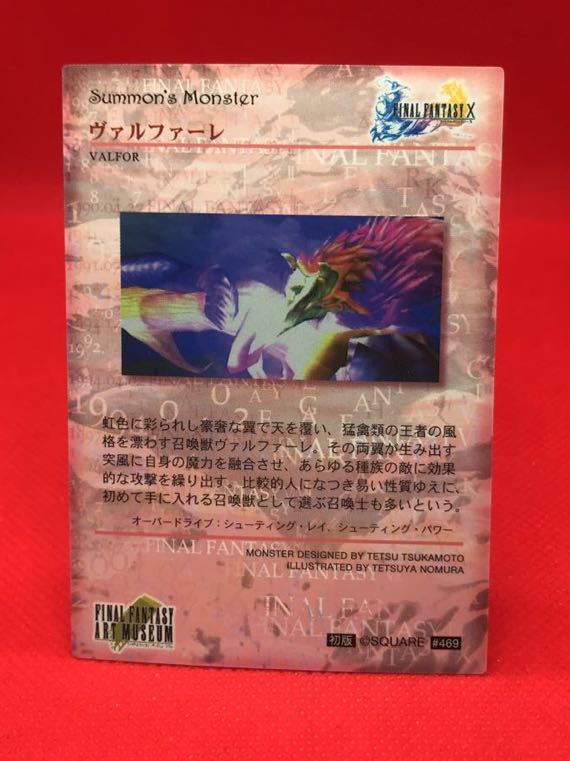 Summon's Monster
FINAL FANTASY X
ヴァルファーレ
VALFOR
虹色に彩られし豪奢な翼で天を覆い、猛禽類の王者の風
格を漂わす召喚獣ヴァルファーレ。その両翼が生み出す
突風に自身の魔力を融合させ、あらゆる種族の敵に効果
的な攻撃を繰り出す。比較的人になつき易い性質ゆえに、
初めて手に入れる召喚獣として選ぶ召喚士も多いという。
オーバードライブ：シューティング・レイ、シューティング・パワー
MONSTER DESIGNED BY TETSU TSUKAMOTO
ILLUSTRATED BY TETSUYA NOMURA
FINAL FANTASY
ART MUSEUM
初版 ©SQUARE #469